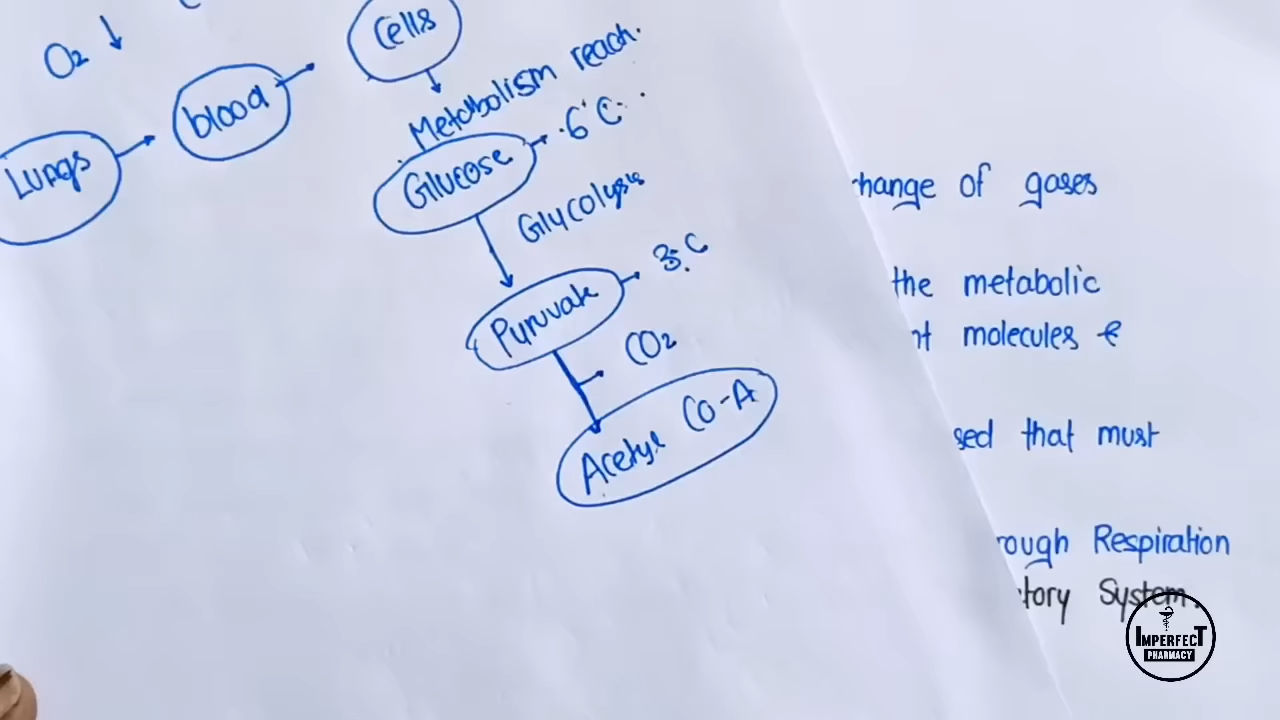 O2 ↓
Lungs
blood
Cells
Metabolism reach.
Glucose
6'C
Glycolysis
Pyruvate
3.C
CO2
Acetyl CO-A
hange of gases
the metabolic
nt molecules &
sed that must
rough Respiration
tory System.
IMPERFECT
PHARMACY